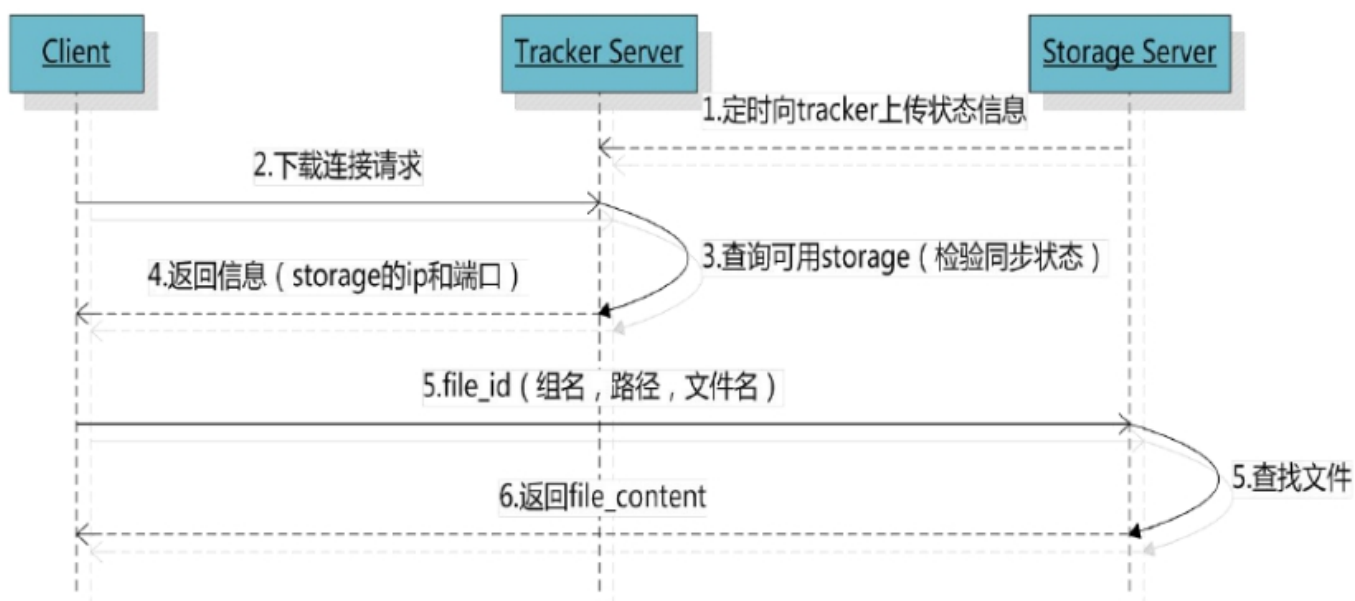 Client
Tracker Server
Storage Server
1.定时向tracker上传状态信息
2.下载连接请求
3.查询可用storage（检验同步状态）
4.返回信息（storage的ip和端口）
5.file_id（组名，路径，文件名）
5.查找文件
6.返回file_content